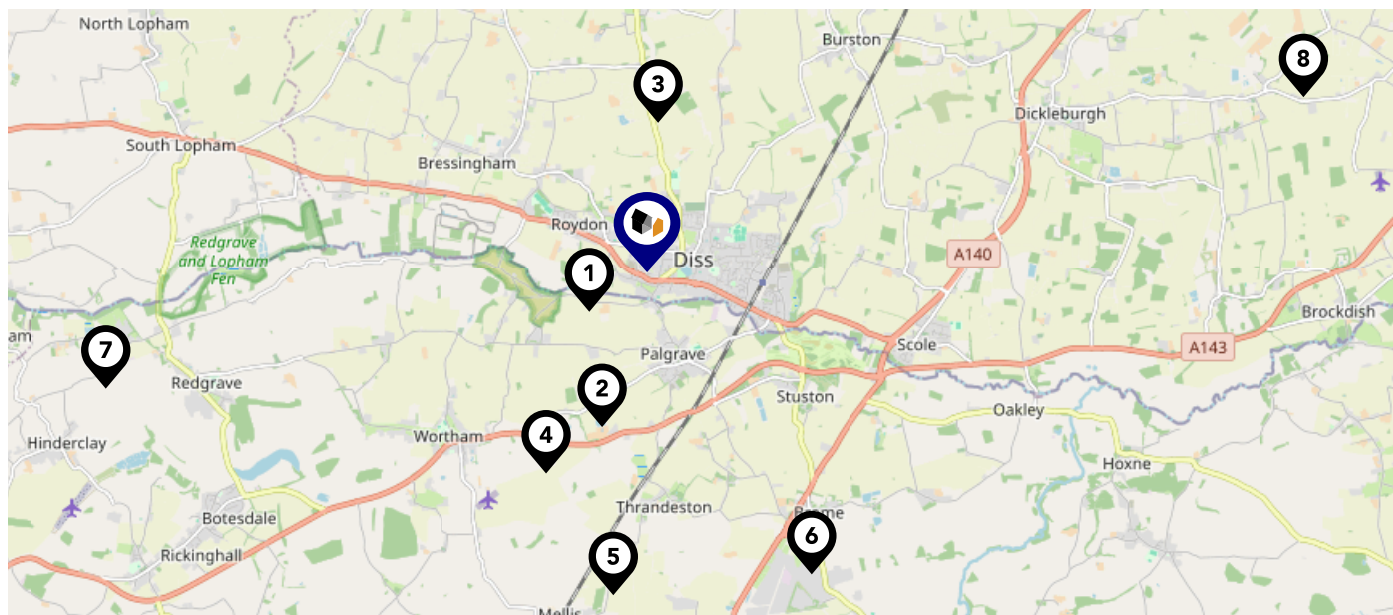 North Lopham
Burston
8
3
Dickleburgh
South Lopham
Bressingham
Roydon
Redgrave
and Lopham
Fen
Diss
A140
1
Brockdish
am
7
Palgrave
Scole
A143
Redgrave
2
Stuston
Oakley
Wortham
4
Hinderclay
Hoxne
Botesdale
Thrandeston
Brome
6
Rickinghall
5
Mellis